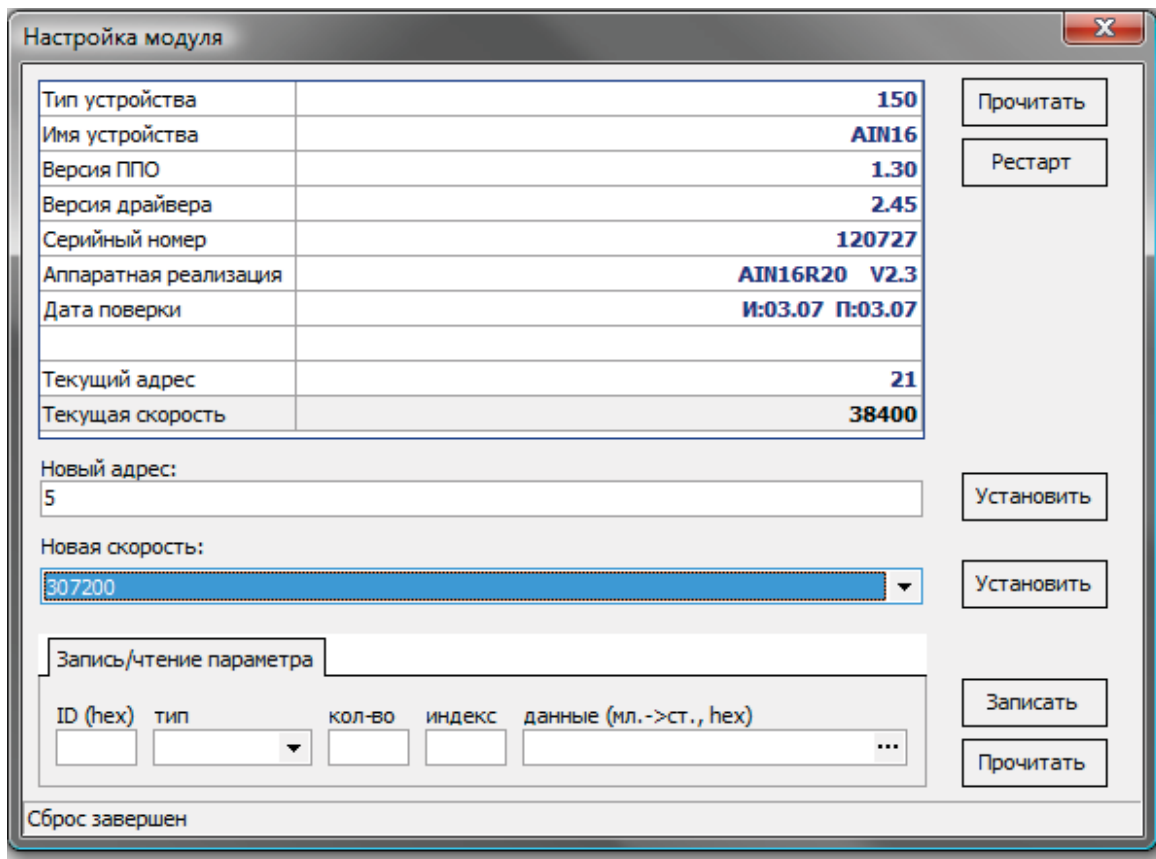 Настройка модуля
Тип устройства 150
Прочитать
Имя устройства AIN16
Версия ППО 1.30
Рестарт
Версия драйвера 2.45
Серийный номер 120727
Аппаратная реализация AIN16R20 V2.3
Дата поверки И:03.07 П:03.07
Текущий адрес 21
Текущая скорость 38400
Новый адрес:
5
Установить
Новая скорость:
307200
Установить
Запись/чтение параметра
ID (hex) тип кол-во индекс данные (мл.->ст., hex)
...
Записать
Прочитать
Сброс завершен